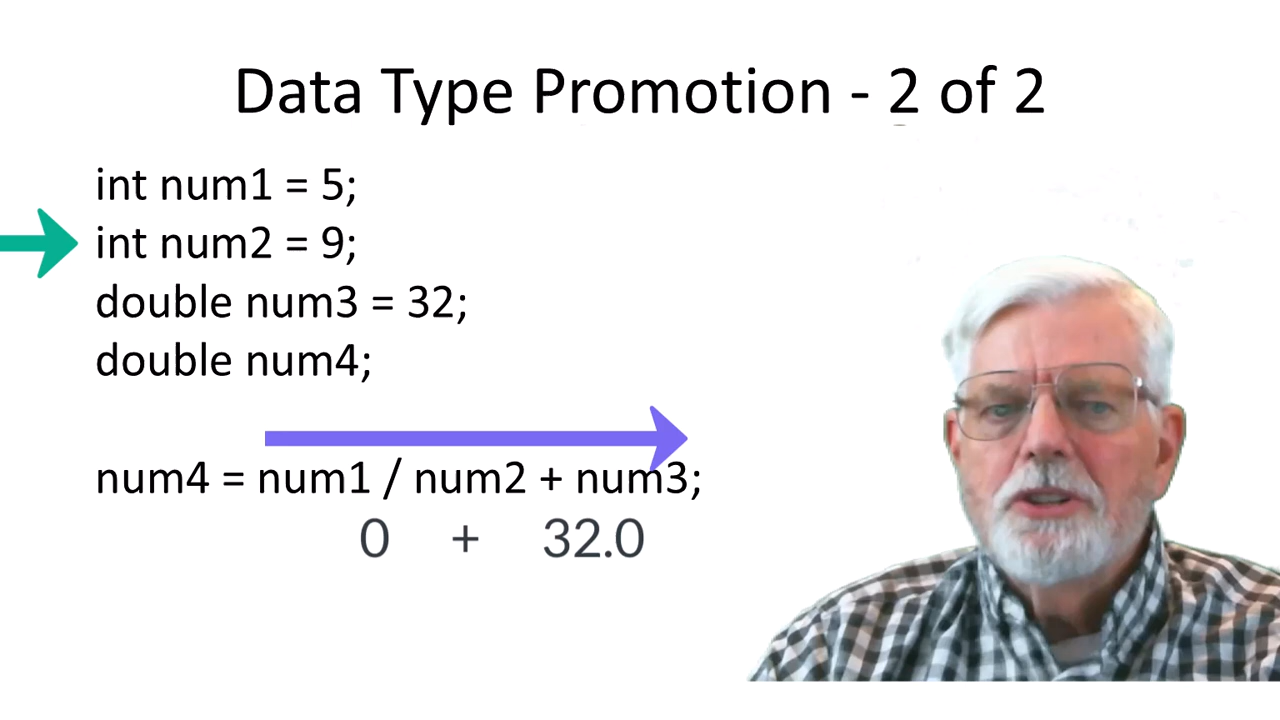 Data Type Promotion - 2 of 2
int num1 = 5;
int num2 = 9;
double num3 = 32;
double num4;
num4 = num1 / num2 + num3;
0 + 32.0